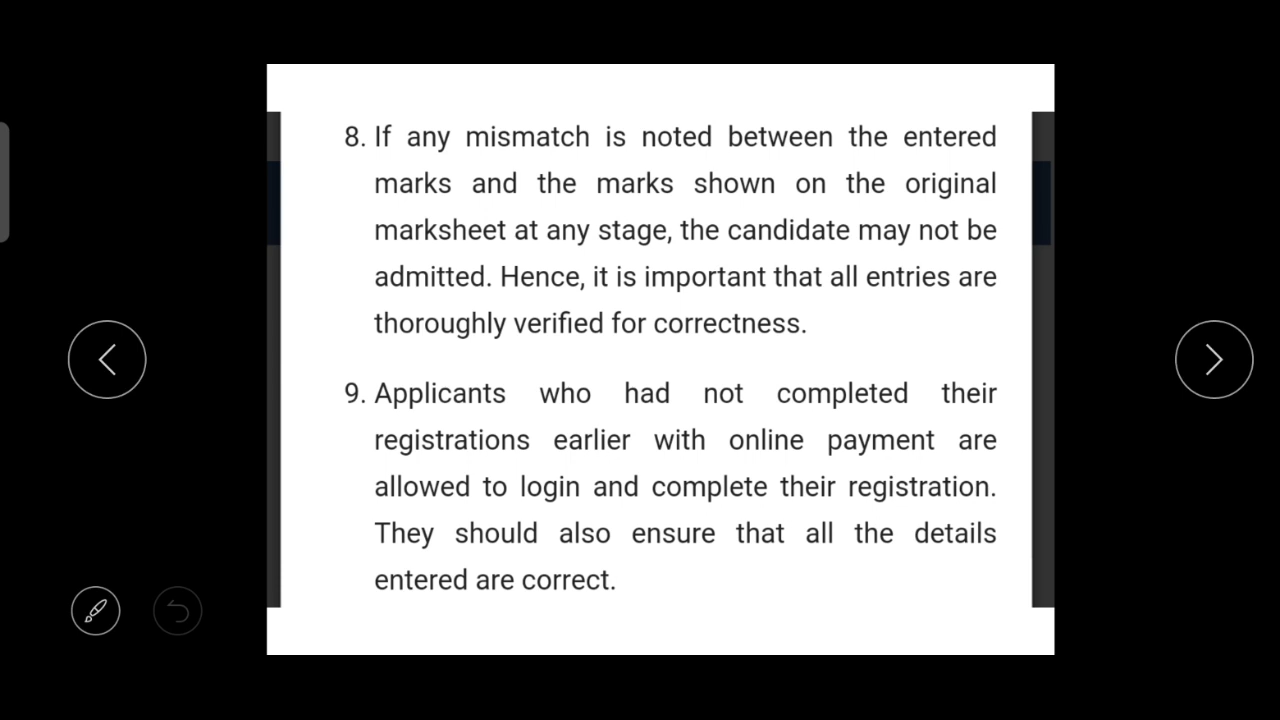 8. If any mismatch is noted between the entered
marks and the marks shown on the original
marksheet at any stage, the candidate may not be
admitted. Hence, it is important that all entries are
thoroughly verified for correctness.
9. Applicants who had not completed their
registrations earlier with online payment are
allowed to login and complete their registration.
They should also ensure that all the details
entered are correct.